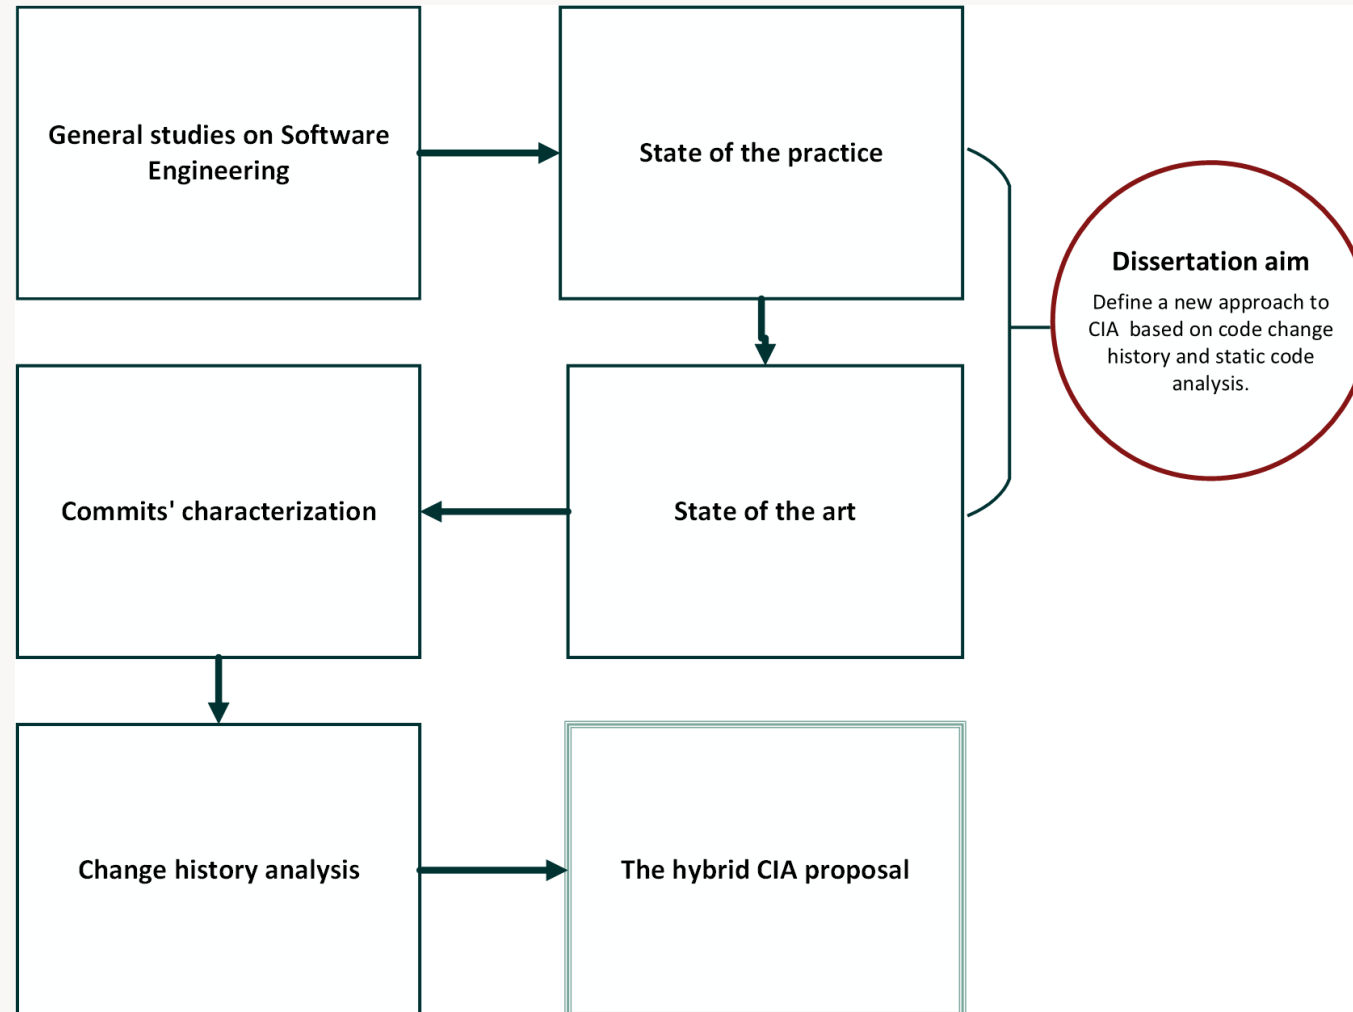 General studies on Software
Engineering
State of the practice
Dissertation aim
Define a new approach to
CIA based on code change
history and static code
analysis.
Commits' characterization
State of the art
Change history analysis
The hybrid CIA proposal